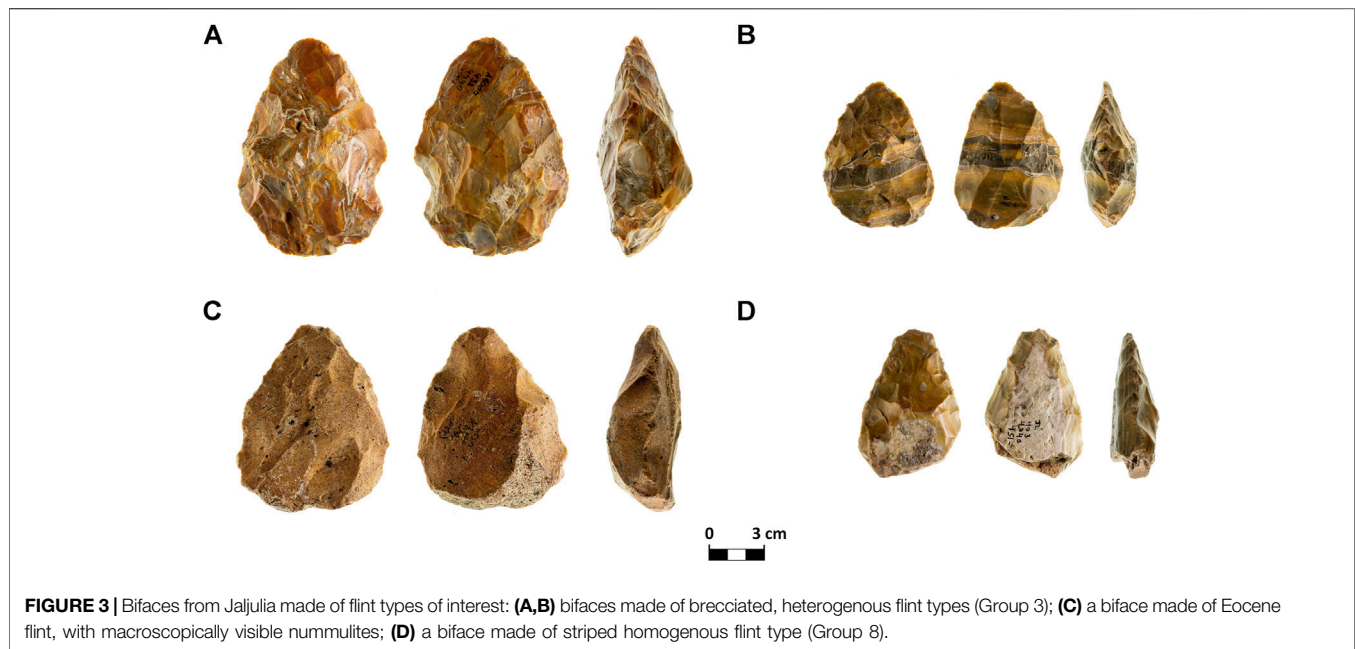 A
B
C
D
0 3 cm
FIGURE 3 | Bifaces from Jaljulia made of flint types of interest: (A,B) bifaces made of brecciated, heterogenous flint types (Group 3); (C) a biface made of Eocene
flint, with macroscopically visible nummulites; (D) a biface made of striped homogenous flint type (Group 8).